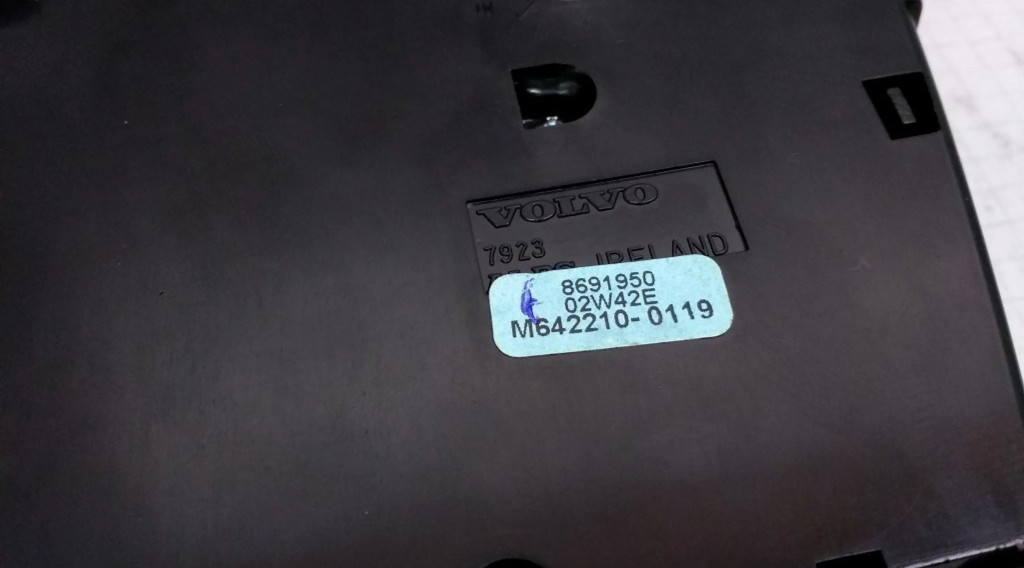 VOLVO
7923
IRELAND
8691950
02W42E
M642210-0119